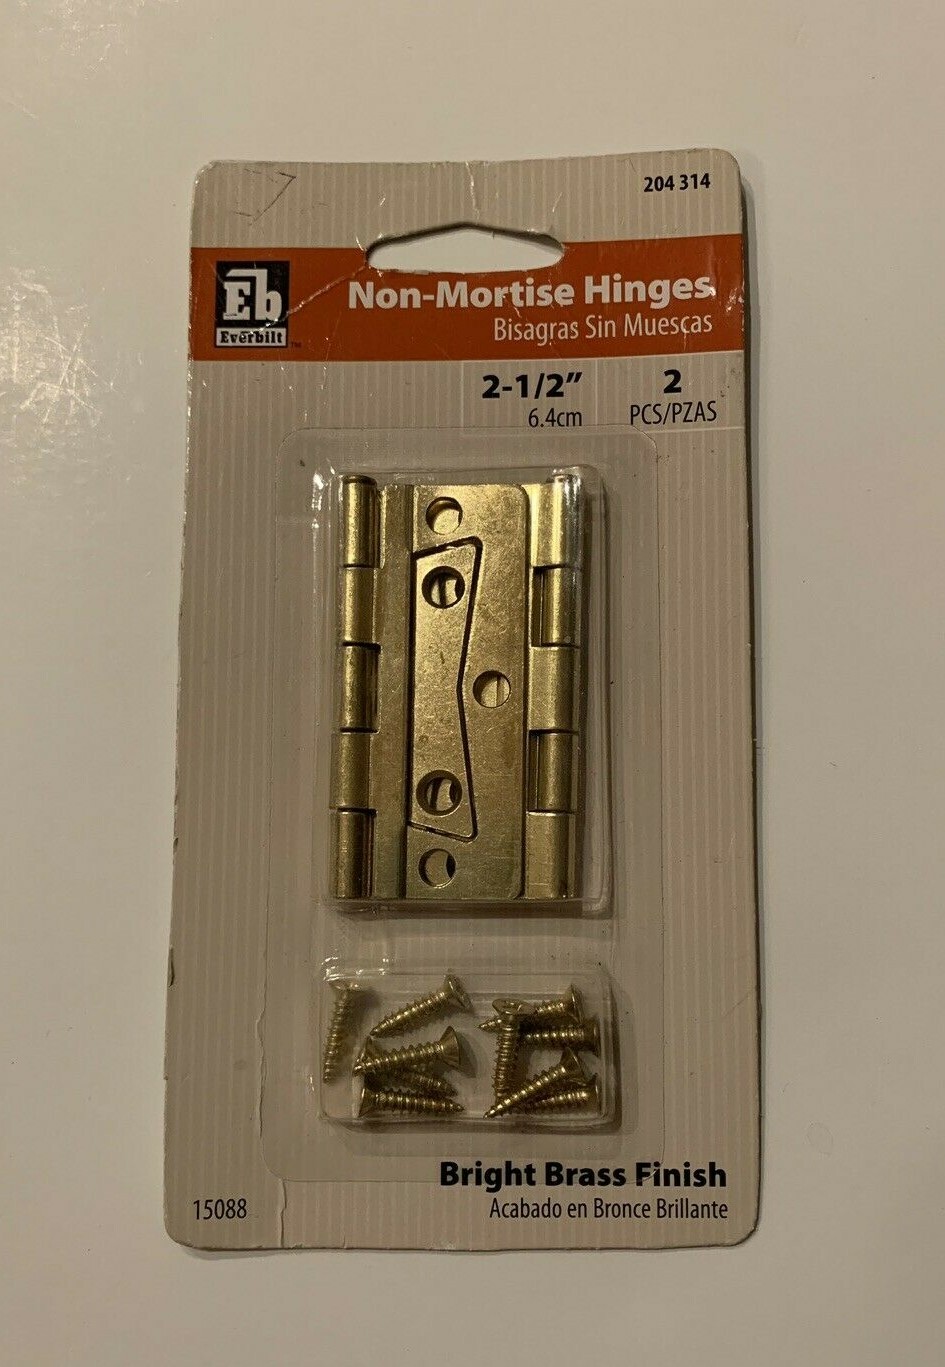 204 314
Eb
Everbilt™
Non-Mortise Hinges
Bisagras Sin Muescas
2-1/2” 2
6.4cm PCS/PZAS
Bright Brass Finish
15088 Acabado en Bronce Brillante